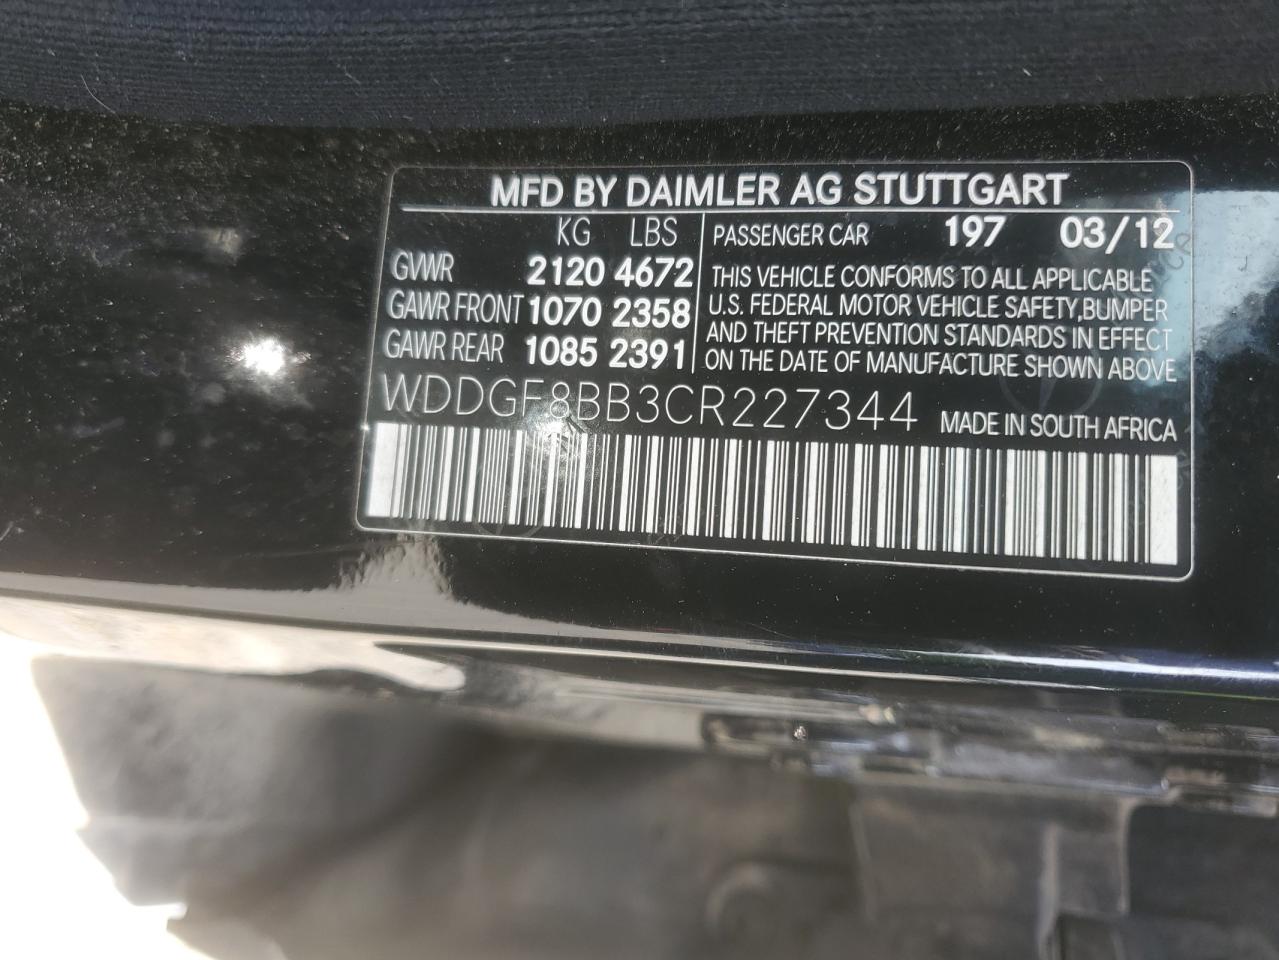 MFD BY DAIMLER AG STUTTGART
KG LBS
GVWR 2120 4672
GAWR FRONT 1070 2358
GAWR REAR 1085 2391
PASSENGER CAR 197 03/12
THIS VEHICLE CONFORMS TO ALL APPLICABLE
U.S. FEDERAL MOTOR VEHICLE SAFETY,BUMPER
AND THEFT PREVENTION STANDARDS IN EFFECT
ON THE DATE OF MANUFACTURE SHOWN ABOVE
WDDGF8BB3CR227344
MADE IN SOUTH AFRICA